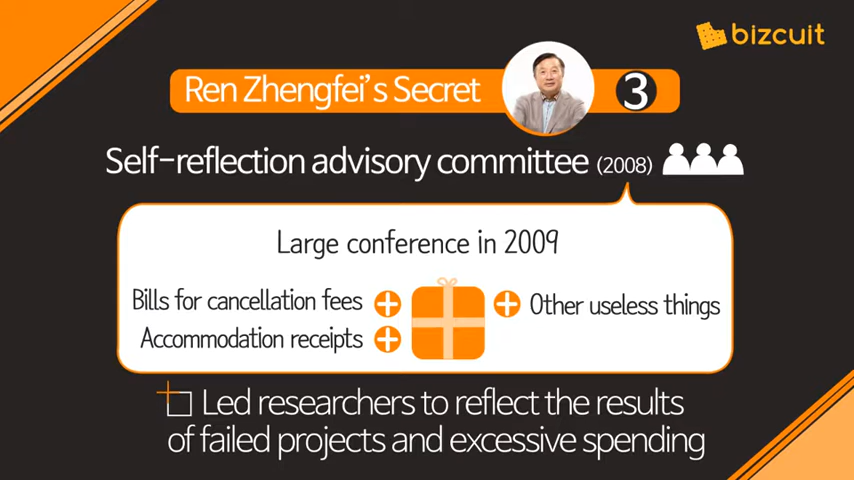 bizcuit
Ren Zhengfei's Secret 3
Self-reflection advisory committee (2008)
Large conference in 2009
Bills for cancellation fees
Accommodation receipts
Other useless things
Led researchers to reflect the results
of failed projects and excessive spending